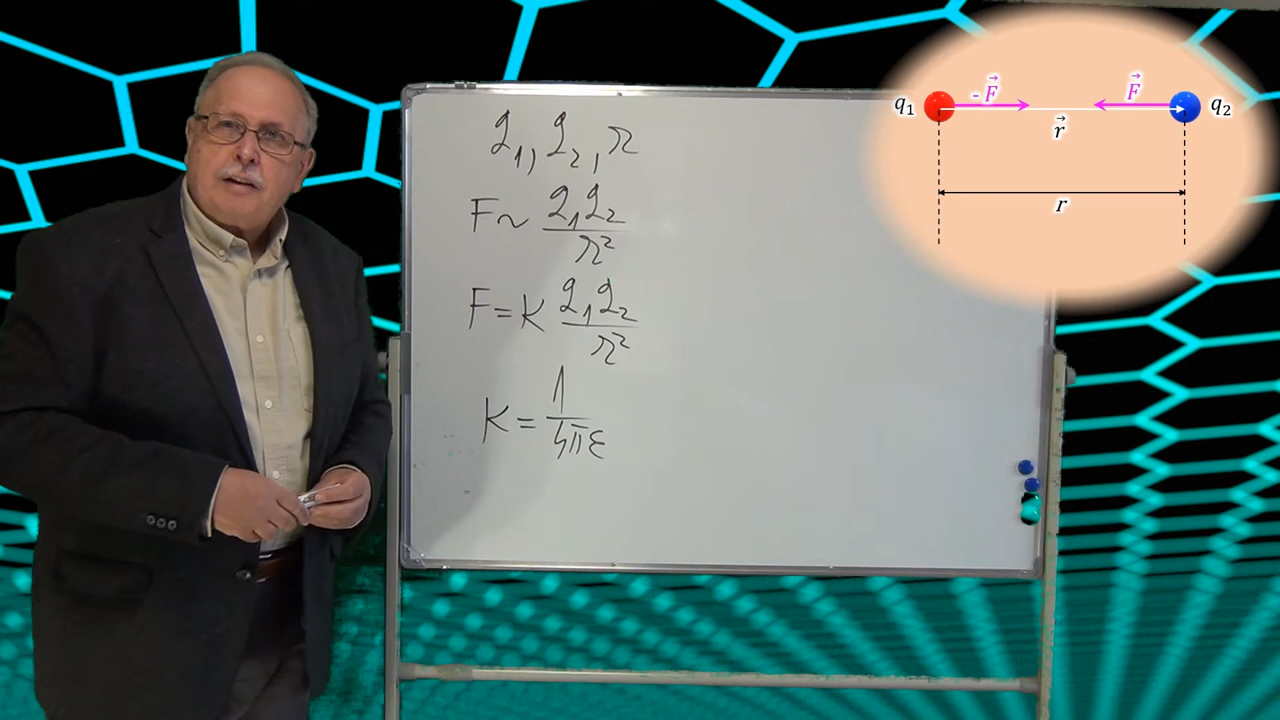 q₁, q₂, r
F ~ q₁q₂ / r²
F = K q₁q₂ / r²
K = 1 / 4πε
q₁ -F⃗ F⃗ q₂
r⃗
r